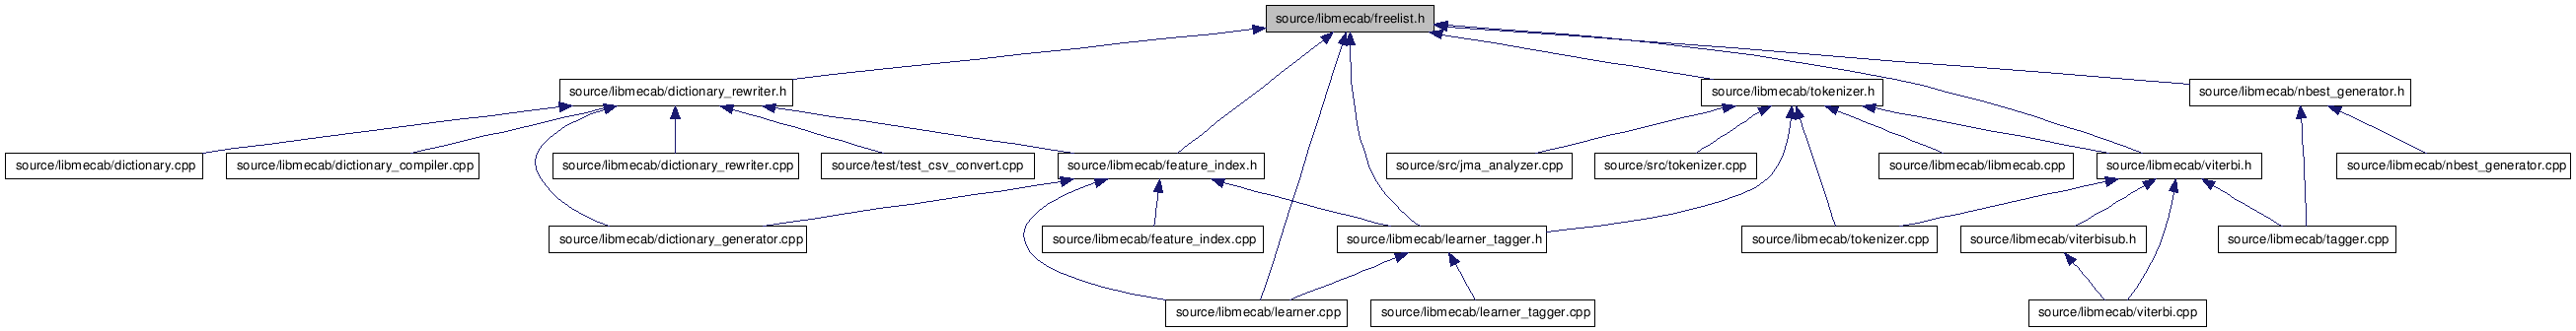 source/libmecab/freelist.h
source/libmecab/dictionary_rewriter.h
source/libmecab/tokenizer.h
source/libmecab/nbest_generator.h
source/libmecab/dictionary.cpp
source/libmecab/dictionary_compiler.cpp
source/libmecab/dictionary_rewriter.cpp
source/test/test_csv_convert.cpp
source/libmecab/feature_index.h
source/src/jma_analyzer.cpp
source/src/tokenizer.cpp
source/libmecab/libmecab.cpp
source/libmecab/viterbi.h
source/libmecab/nbest_generator.cpp
source/libmecab/dictionary_generator.cpp
source/libmecab/feature_index.cpp
source/libmecab/learner_tagger.h
source/libmecab/tokenizer.cpp
source/libmecab/viterbisub.h
source/libmecab/tagger.cpp
source/libmecab/learner.cpp
source/libmecab/learner_tagger.cpp
source/libmecab/viterbi.cpp